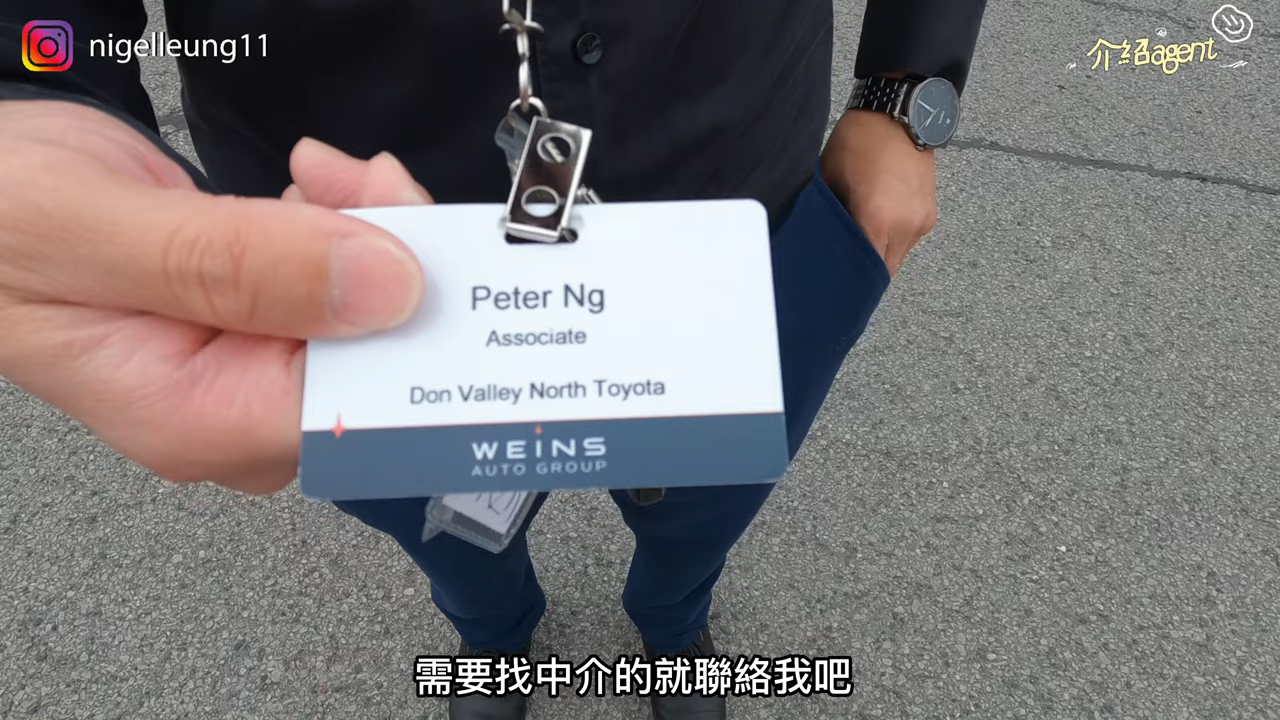 nigelleung11
介紹agent
Peter Ng
Associate
Don Valley North Toyota
WEINS
AUTO GROUP
需要找中介的就聯絡我吧